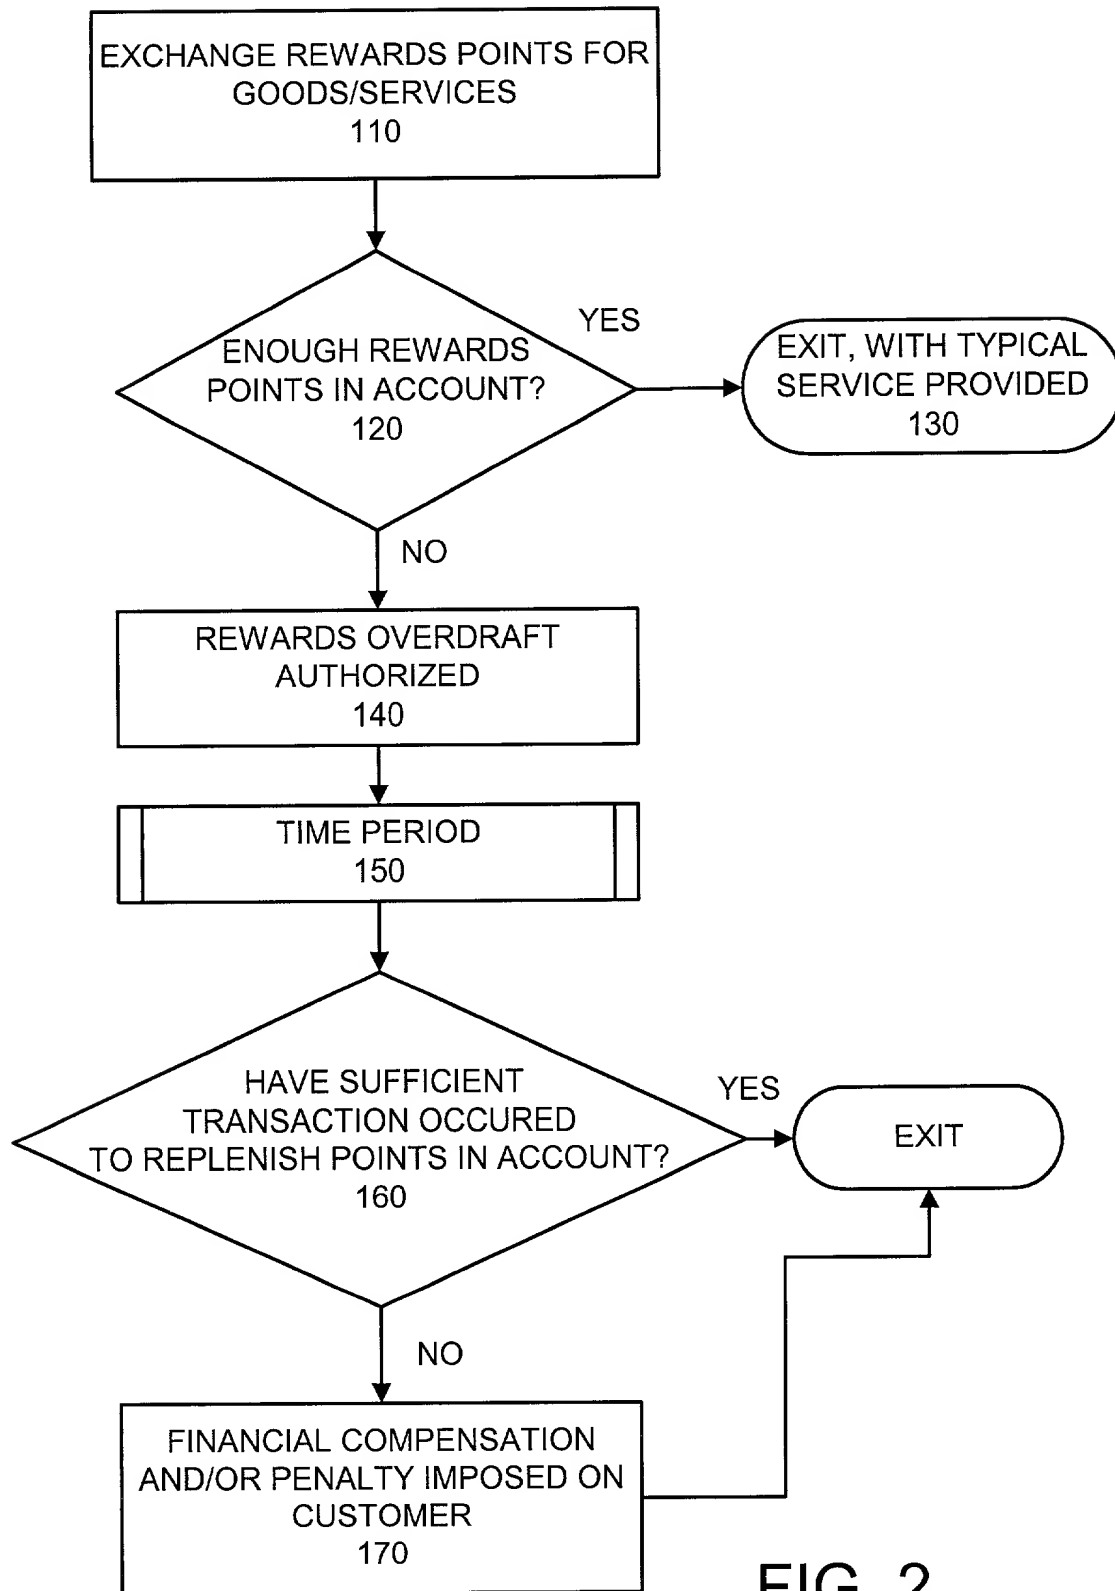 EXCHANGE REWARDS POINTS FOR
GOODS/SERVICES
110
YES
ENOUGH REWARDS
POINTS IN ACCOUNT?
120
EXIT, WITH TYPICAL
SERVICE PROVIDED
130
NO
REWARDS OVERDRAFT
AUTHORIZED
140
TIME PERIOD
150
HAVE SUFFICIENT
TRANSACTION OCCURED
TO REPLENISH POINTS IN ACCOUNT?
160
YES
EXIT
NO
FINANCIAL COMPENSATION
AND/OR PENALTY IMPOSED ON
CUSTOMER
170
FIG. 2